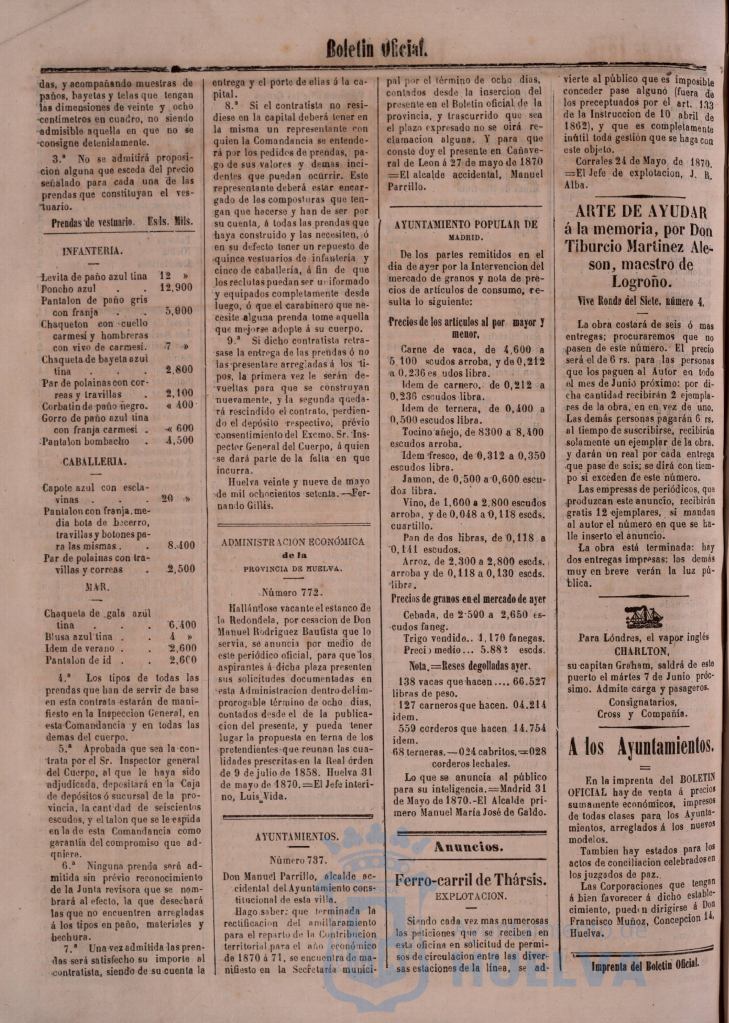 Boletin Oficial.
das, y acompañando muestras de
paños, bayetas y telas que tengan
las dimensiones de veinte y ocho
centímetros en cuadro, no siendo
admisible aquella en que no se
consigne detenidamente.
3.ª No se admitirá proposi-
cion alguna que esceda del precio
señalado para cada una de las
prendas que constituyan el ves-
tuario.
Prendas de vestuario. Esds. Mils.
INFANTERIA.
Levita de paño azul tina 12 »
Poncho azul . . 12,900
Pantalon de paño gris
con franja . . 5,900
Chaqueton con cuello
carmesí y hombreras
con vivo de carmesí. 7 »
Chaqueta de bayeta azul
tina . . . 2,800
Par de polainas con cor-
reas y travillas . 2,100
Corbatin de paño negro. « 400
Gorro de paño azul tina
con franja carmesi . « 600
Pantalon bombacho . 4,500
CABALLERIA.
Capote azul con escla-
vinas . . . 20 »
Pantalon con franja, me-
dia bota de becerro,
travillas y botones pa-
ra las mismas . . 8.400
Par de polainas con tra-
villas y correas . 2,500
MAR.
Chaqueta de gala azul
tina . . . 6,400
Blusa azul tina . . 4 »
Idem de verano . . 2,600
Pantalon de id . . 2,600
4.ª Los tipos de todas las
prendas que han de servir de base
en esta contrata estarán de mani-
fiesto en la Inspeccion General, en
esta Comandancia y en todas las
demas del cuerpo.
5.ª Aprobada que sea la con-
trata por el Sr. Inspector general
del Cuerpo, al que le haya sido
adjudicada, depositará en la Caja
de depósitos ó sucursal de la pro-
vincia, la cantidad de seiscientos
escudos, y el talon que se le espida
en la de esta Comandancia como
garantía del compromiso que ad-
quiere.
6.ª Ninguna prenda será ad-
mitida sin prévio reconocimiento
de la Junta revisora que se nom-
brará al efecto, la que desechará
las que no encuentren arregladas
á los tipos en paño, materiales y
hechura.
7.ª Una vez admitida las pren-
das será satisfecho su importe al
contratista, siendo de su cuenta la
entrega y el porte de ellas á la ca-
pital.
8.ª Si el contratista no resi-
diese en la capital deberá tener en
la misma un representante con
quien la Comandancia se entende-
rá por los pedidos de prendas, pa-
go de sus valores y demas inci-
dentes que puedan ocurrir. Este
representante deberá estar encar-
gado de las composturas que ten-
gan que hacerse y han de ser por
su cuenta, á todas las prendas que
haya construido y las necesiten, ó
en su defecto tener un repuesto de
quince vestuarios de infantería y
cinco de caballería, á fin de que
los reclutas puedan ser uniformado
y equipados completamente desde
luego, ó que el carabinero que ne-
cesite alguna prenda tome aquella
que mejor se adopte á su cuerpo.
9.ª Si dicho contratista retra-
sase la entrega de las prendas ó no
las presentare arregladas á los ti-
pos, la primera vez le serán de-
vueltas para que se construyan
nuevamente, y la segunda queda-
rá rescindido el contrato, perdien-
do el depósito respectivo, prévio
consentimiento del Excmo. Sr. Ins-
pector General del Cuerpo, á quien
se dará parte de la falta en que
incurra.
Huelva veinte y nueve de mayo
de mil ochocientos setenta.—Fer-
nando Gillis.
ADMINISTRACION ECONÓMICA
de la
PROVINCIA DE HUELVA.
Número 772.
Hallándose vacante el estanco de
la Redondela, por cesacion de Don
Manuel Rodriguez Bautista que lo
servia, se anuncia por medio de
este periódico oficial, para que los
aspirantes á dicha plaza presenten
sus solicitudes documentadas en
esta Administracion dentro del im-
prorogable término de ocho dias,
contados desde el de la publica-
cion del presente, y pueda tener
lugar la propuesta en terna de los
pretendientes que reunan las cua-
lidades prescritas en la Real órden
de 9 de julio de 1858. Huelva 31
de mayo de 1870.=El Jefe interi-
no, Luis Vida.
AYUNTAMIENTOS.
Número 737.
Don Manuel Parrillo, alcalde ac-
cidental del Ayuntamiento cons-
titucional de esta villa.
Hago saber: que terminada la
rectificacion del amillaramiento
para el reparto de la Contribucion
territorial para el año económico
de 1870 á 71, se encuentra de ma-
nifiesto en la Secretaría munici-
pal por el término de ocho dias,
contados desde la insercion del
presente en el Boletin oficial de la
provincia, y trascurrido que sea
el plazo expresado no se oirá re-
clamacion alguna. Y para que
conste doy el presente en Cañave-
ral de Leon á 27 de mayo de 1870
=El alcalde accidental, Manuel
Parrillo.
AYUNTAMIENTO POPULAR DE
MADRID.
De los partes remitidos en el
dia de ayer por la Intervencion del
mercado de granos y nota de pre-
cios de artículos de consumo, re-
sulta lo siguiente:
Precios de los artículos al por mayor y
menor.
Carne de vaca, de 4,600 a
5,100 scudos arroba, y de 0,212
a 0,236 es udos libra.
Idem de carnero, de 0,212 a
0,236 escudos libra.
Idem de ternera, de 0,400 a
0,500 escudos libra.
Tocino añejo, de 8300 a 8,400
escudos arroba.
Idem fresco, de 0,312 a 0,350
escudos libra.
Jamon, de 0,500 a 0,600 escu-
dos libra.
Vino, de 1,600 a 2.800 escudos
arroba, y de 0,048 a 0,118 escds.
cuartillo.
Pan de dos libras, de 0,118 a
0,141 escudos.
Arroz, de 2,300 a 2,800 escds.
arroba y de 0,118 a 0,130 escds.
libra.
Precios de granos en el mercado de ayer
Cebada, de 2·500 a 2,650 es-
cudos faneg.
Trigo vendido.. 1,170 fanegas.
Precio medio... 5.882 escds.
Nota.—Reses degolladas ayer.
138 vacas que hacen.... 66.527
libras de peso.
127 carneros que hacen. 04.214
idem.
559 corderos que hacen 14.754
idem.
68 terneras.—024 cabritos.=028
corderos lechales.
Lo que se anuncia al público
para su inteligencia.=Madrid 31
de Mayo de 1870.-El Alcalde pri-
mero Manuel María José de Galdo.
Anuncios.
Ferro-carril de Thársis.
EXPLOTACION.
Siendo cada vez mas numerosas
las peticiones que se reciben en
esta oficina en solicitud de permi-
sos de circulacion entre las diver-
sas estaciones de la línea, se ad-
vierte al público que es imposible
conceder pase alguno (fuera de
los preceptuados por el art. 133
de la Instruccion de 10 abril de
1862), y que es completamente
inútil toda gestion que se haga con
este objeto.
Corrales 24 de Mayo de 1870.
=El Jefe de explotacion, J. R.
Alba.
ARTE DE AYUDAR
á la memoria, por Don
Tiburcio Martinez Ale-
son, maestro de
Logroño.
Vive Ronda del Siete, número 4.
La obra costará de seis ó mas
entregas; procuraremos que no
pasen de este número. El precio
será el de 6 rs. para las personas
que los paguen al Autor en todo
el mes de Junio próximo: por di-
cha cantidad recibirán 2 ejempla-
res de la obra, en en vez de uno.
Las demás personas pagarán 6 rs.
al tiempo de suscribirse, recibirán
solamente un ejemplar de la obra.
y darán un real por cada entrega
que pase de seis; se dirá con tiem-
po si exceden de este número.
Las empresas de periódicos, que
produzcan este anuncio, recibirán
gratis 12 ejemplares, si mandan
al autor el número en que se ha-
lle inserto el anuncio.
La obra está terminada: hay
dos entregas impresas: las demás
muy en breve verán la luz pú-
blica.
Para Lóndres, el vapor inglés
CHARLTON,
su capitan Greham, saldrá de este
puerto el mártes 7 de Junio próc-
simo. Admite carga y pasageros.
Consignatarios,
Cross y Compañía.
A los Ayuntamientos.
En la imprenta del BOLETIN
OFICIAL hay de venta á precios
sumamente económicos, impresos
de todas clases para los Ayunta-
mientos, arreglados á los nuevos
modelos.
Tambien hay estados para los
actos de conciliacion celebrados en
los juzgados de paz.
Las Corporaciones que tengan
á bien favorecer á dicho estable-
cimiento, pueden dirigirse á Don
Francisco Muñoz, Concepcion 14,
Huelva.
Imprenta del Boletin Oficial.
HUELVA